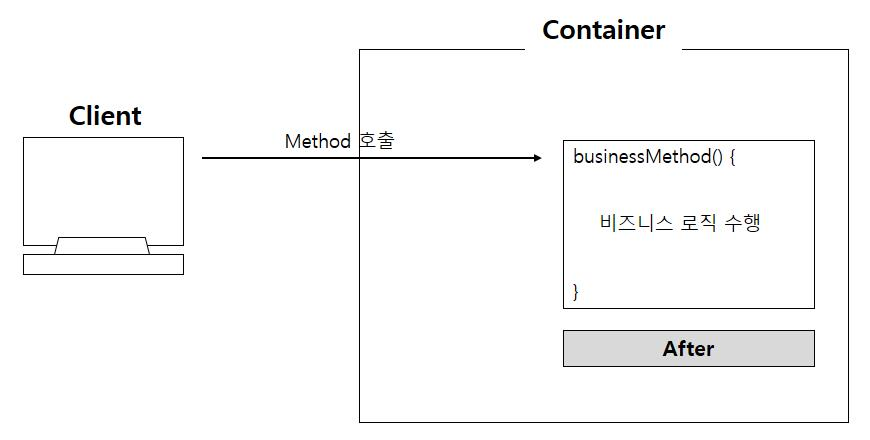 Container
Client
Method 호출
businessMethod() {
비즈니스 로직 수행
}
After